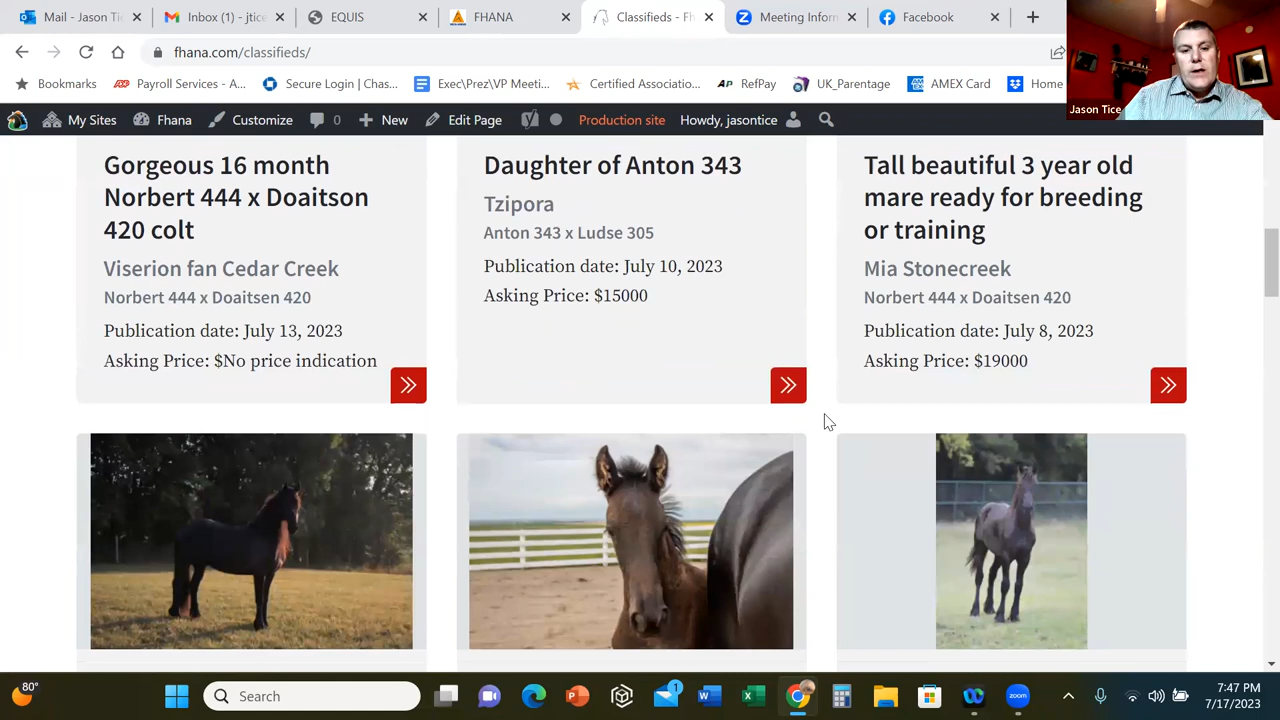 Mail - Jason Tice
Inbox (1) - jtice
EQUIS
FHANA
Classifieds - Fh
Meeting Inform
Facebook
fhana.com/classifieds/
Bookmarks
Payroll Services - A...
Secure Login | Chas...
Exec\Prez\VP Meeti...
Certified Associatio...
RefPay
UK_Parentage
AMEX Card
Home
Jason Tice
My Sites
Fhana
Customize
0
New
Edit Page
Production site
Howdy, jasontice
Gorgeous 16 month
Norbert 444 x Doaitson
420 colt
Viserion fan Cedar Creek
Norbert 444 x Doaitsen 420
Publication date: July 13, 2023
Asking Price: $No price indication
Daughter of Anton 343
Tzipora
Anton 343 x Ludse 305
Publication date: July 10, 2023
Asking Price: $15000
Tall beautiful 3 year old
mare ready for breeding
or training
Mia Stonecreek
Norbert 444 x Doaitsen 420
Publication date: July 8, 2023
Asking Price: $19000
80°
Search
1
zoom
7:47 PM
7/17/2023